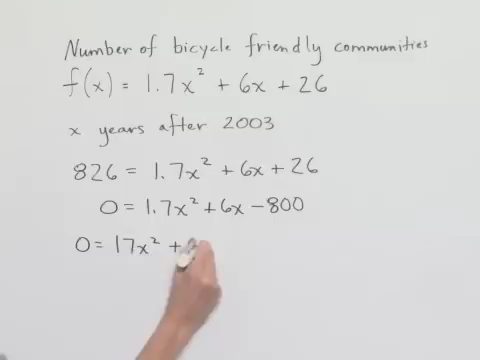 Number of bicycle friendly communities
f(x) = 1.7x² + 6x + 26
x years after 2003
826 = 1.7x² + 6x + 26
0 = 1.7x² + 6x - 800
0 = 17x² +